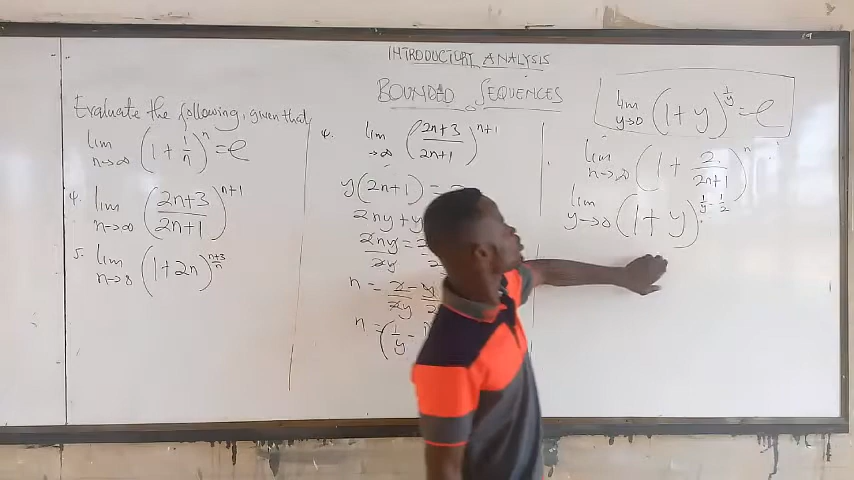 INTRODUCTORY ANALYSIS
BOUNDED SEQUENCES
Evaluate the following, given that
lim n→∞ (1 + 1/n)^n = e
4. lim n→∞ (2n+3 / 2n+1)^n+1
5. lim n→0 (1+2n)^n+3/n
4. lim →∞ (2n+3 / 2n+1)^n+1
y(2n+1) = 2
2ny + y
2ny / 2y =
n = 2-y / 2y
n = (1/y -
lim y→0 (1+y)^1/y = e
lim n→∞ (1 + 2/2n+1)^n
lim y→0 (1+y)^1/y - 1/2